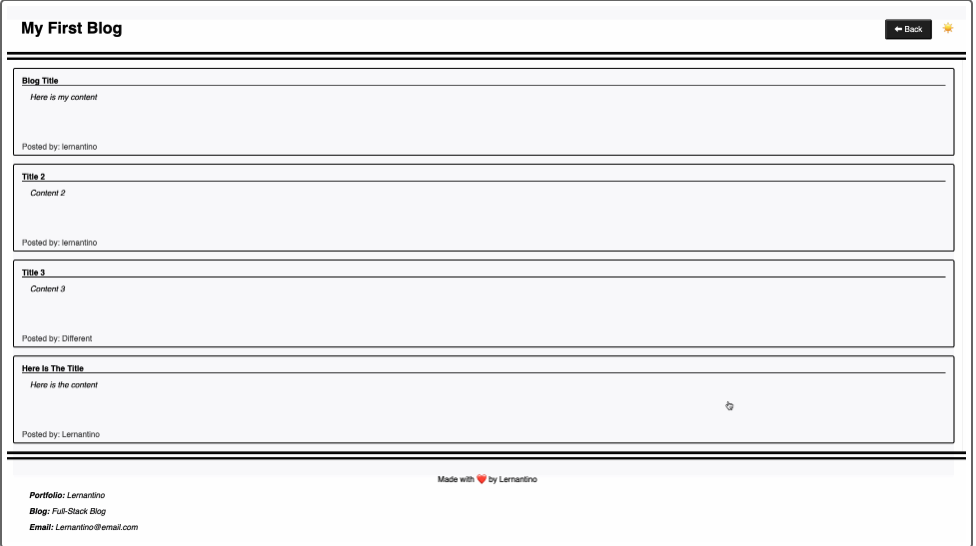 My First Blog
⬅ Back
Blog Title
Here is my content
Posted by: lernantino
Title 2
Content 2
Posted by: lernantino
Title 3
Content 3
Posted by: Different
Here Is The Title
Here is the content
Posted by: Lernantino
Made with ❤️ by Lernantino
Portfolio: Lernantino
Blog: Full-Stack Blog
Email: Lernantino@email.com